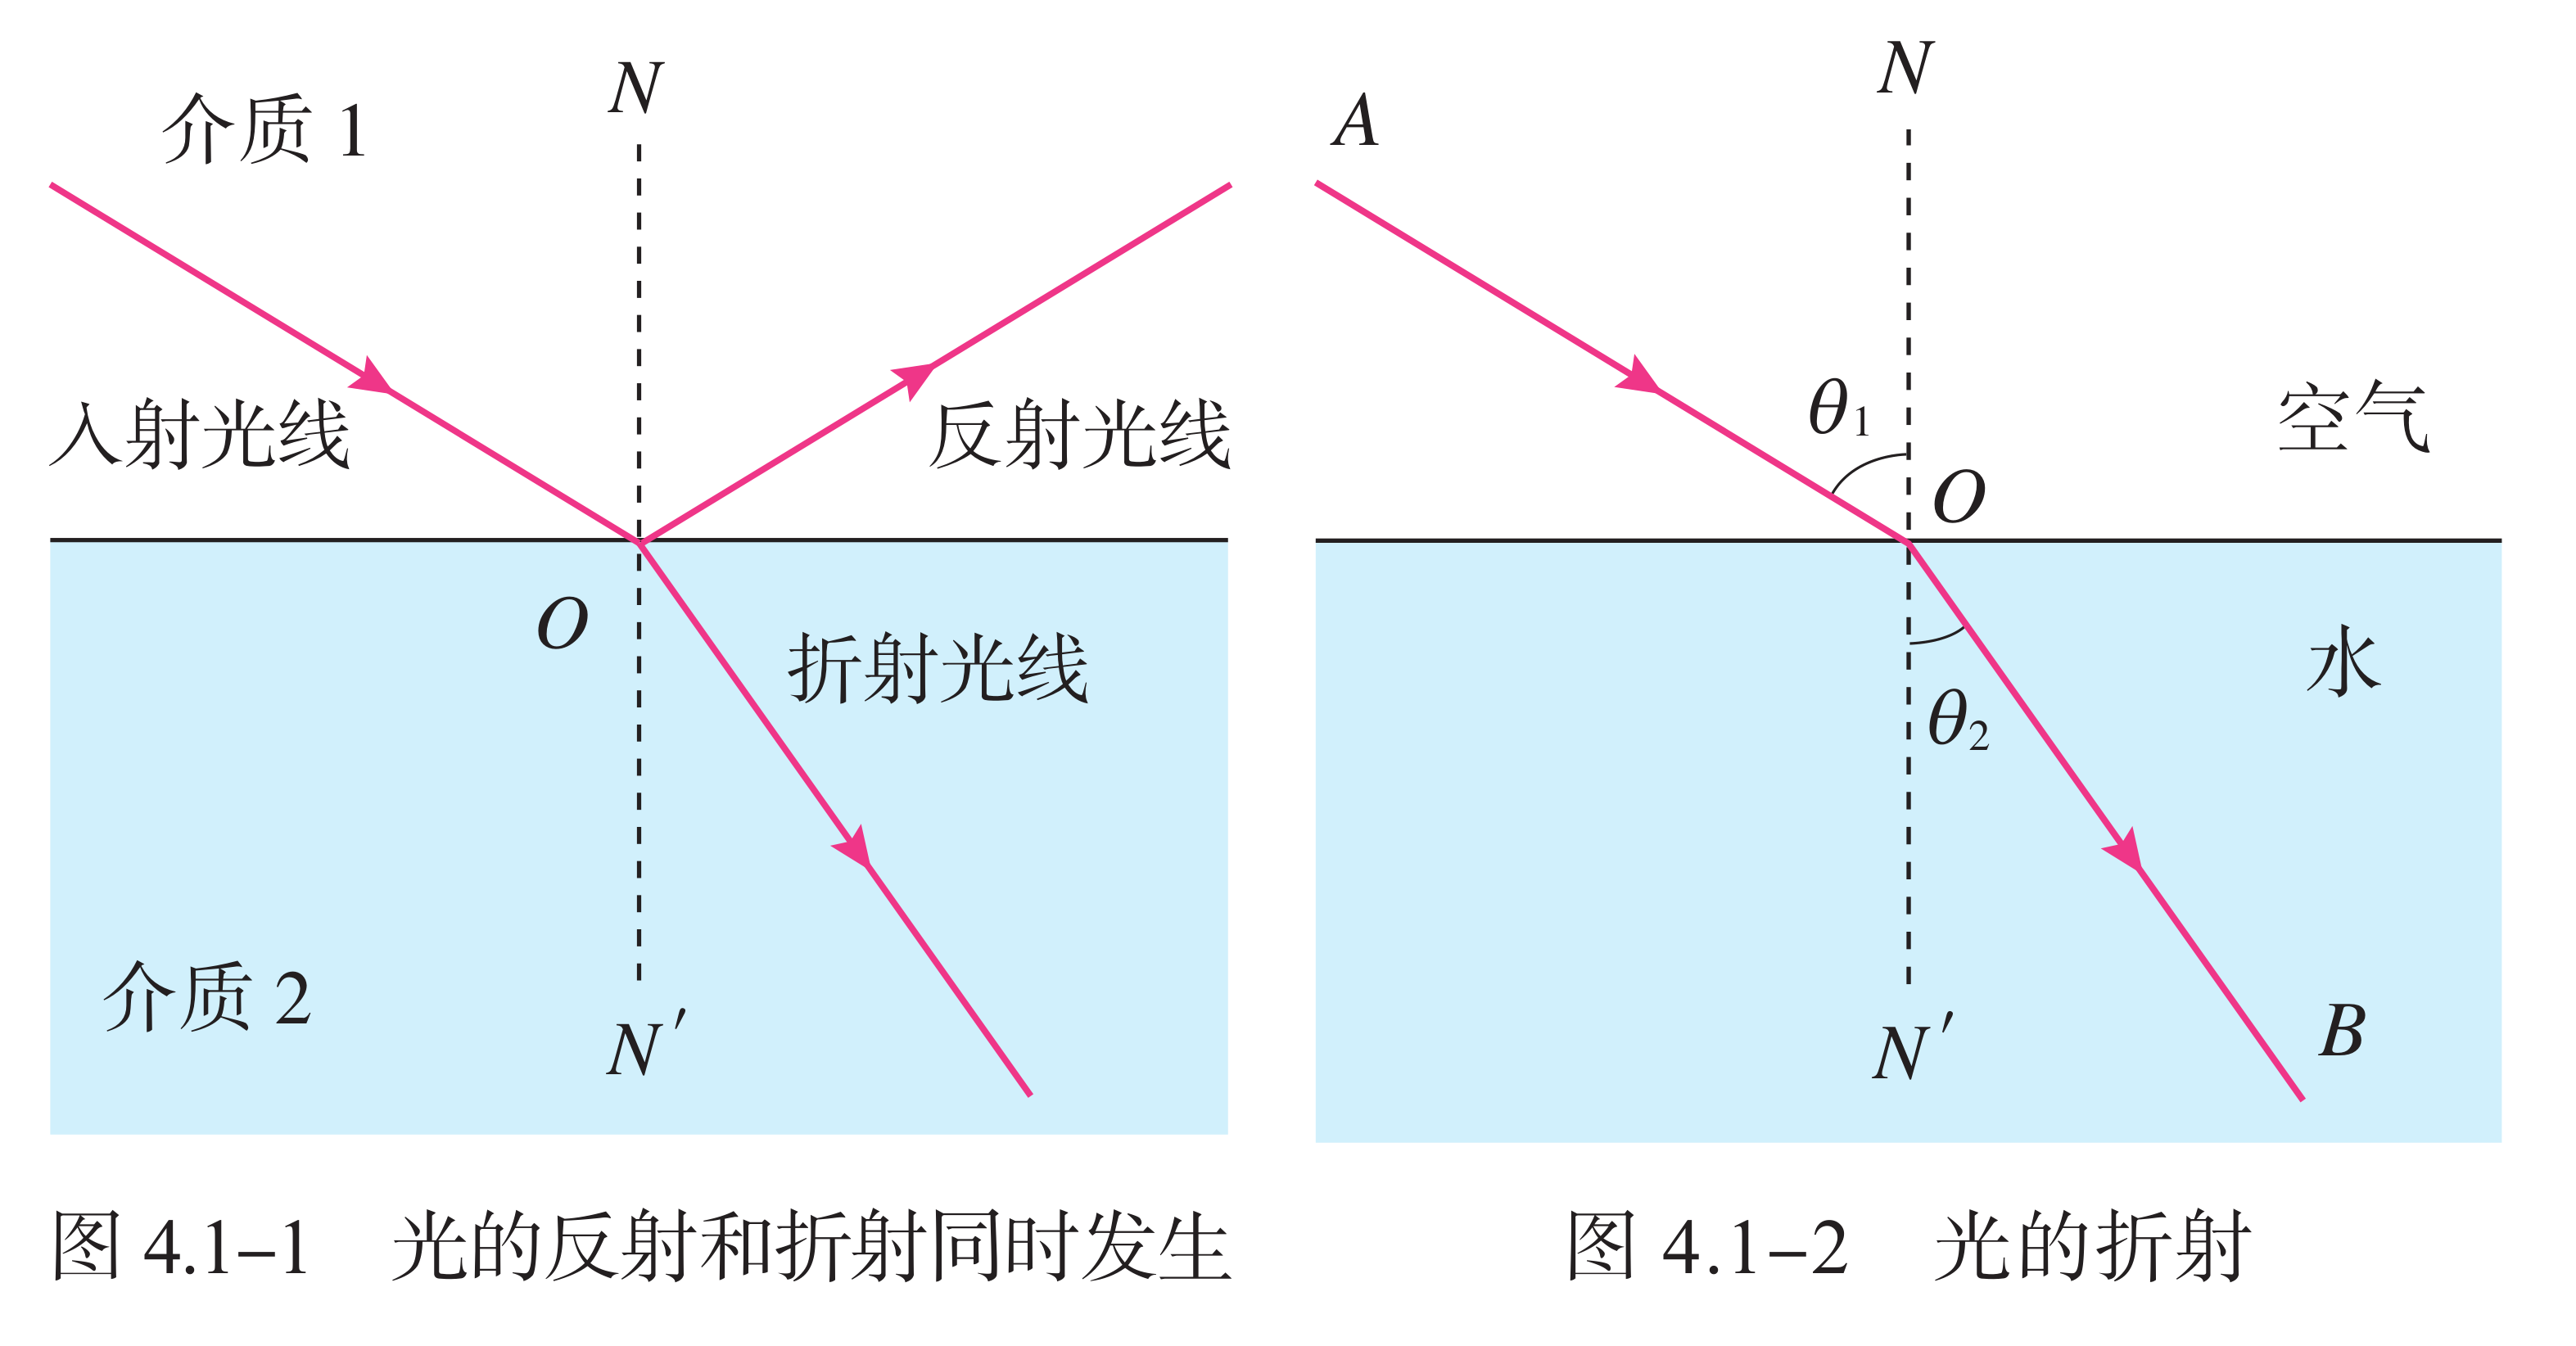 介质 1
N
入射光线
反射光线
O
折射光线
介质 2
N′
图 4.1-1 光的反射和折射同时发生
A
N
θ₁
O
空气
水
θ₂
N′
B
图 4.1-2 光的折射